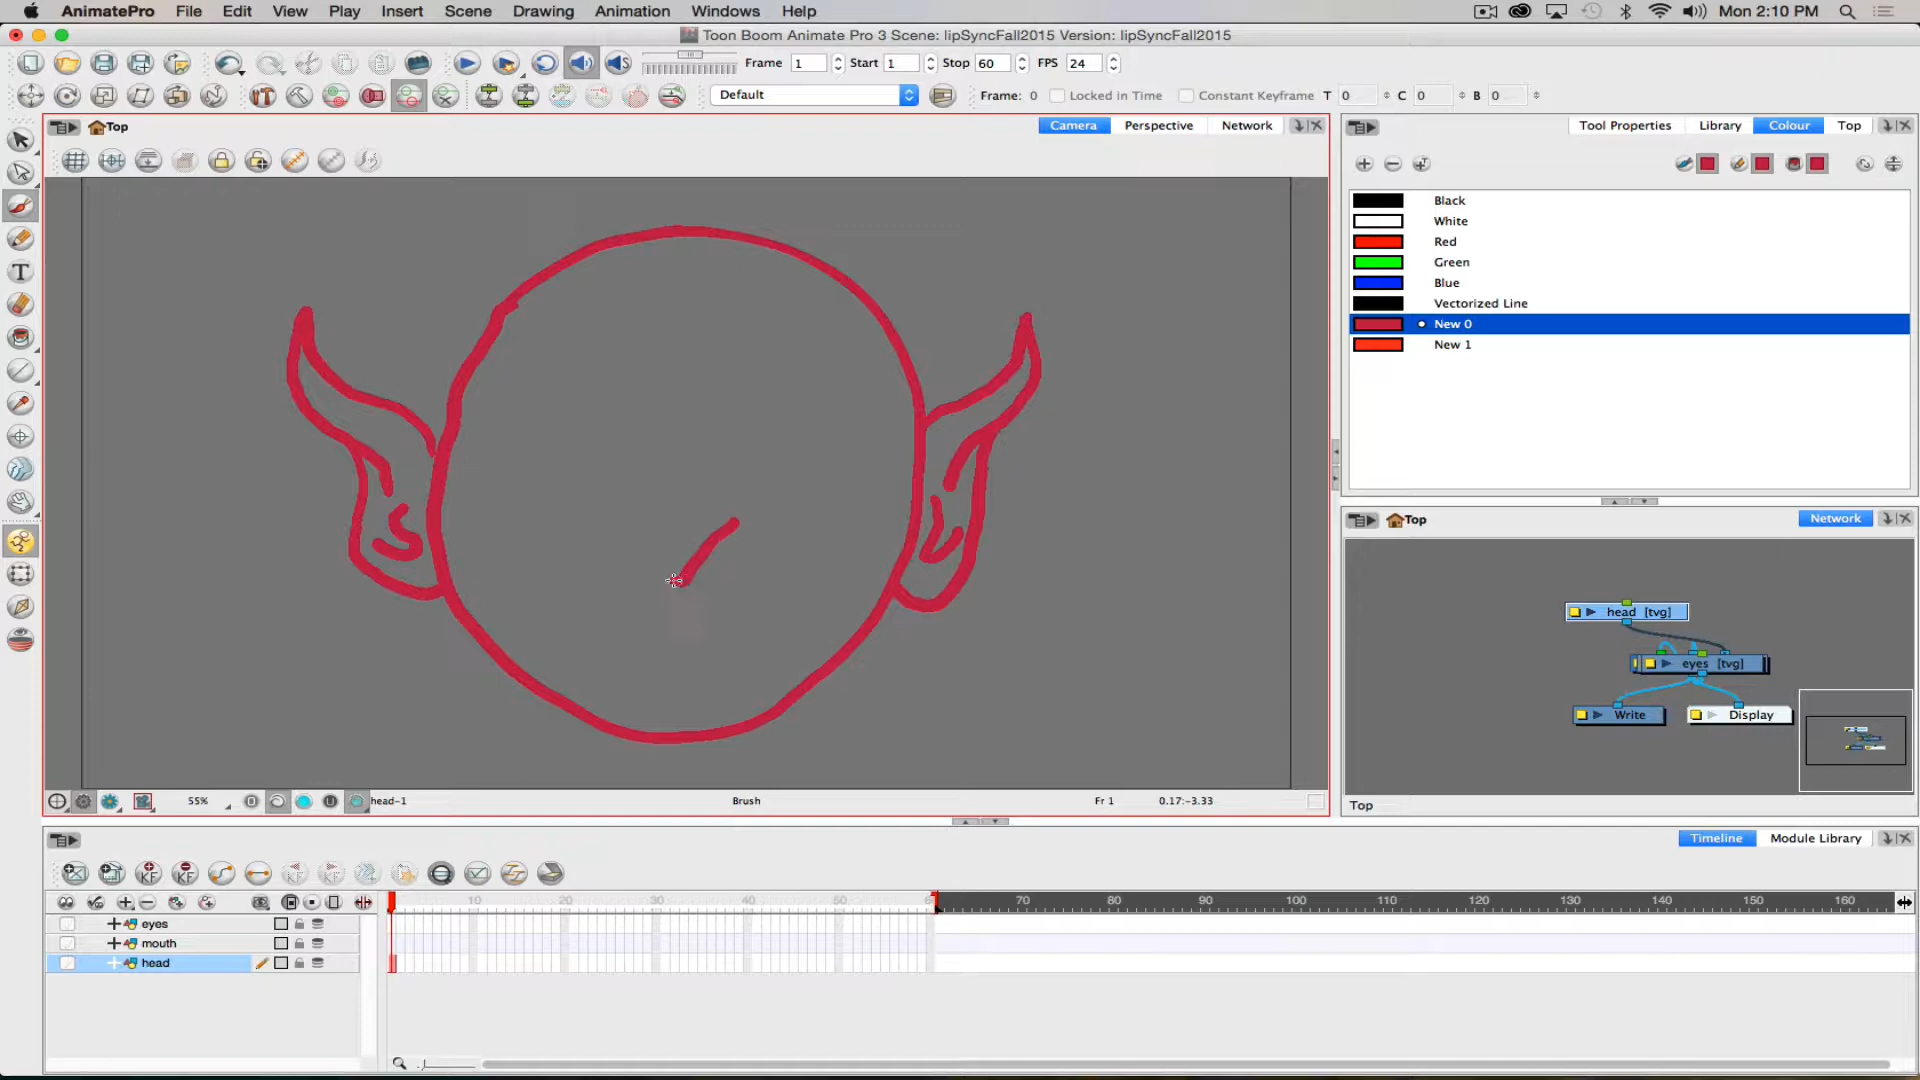 AnimatePro File Edit View Play Insert Scene Drawing Animation Windows Help Mon 2:10 PM
Toon Boom Animate Pro 3 Scene: lipSyncFall2015 Version: lipSyncFall2015
Frame 1 Start 1 Stop 60 FPS 24
Default Frame: 0 Locked in Time Constant Keyframe T 0 C 0 B 0
Top Camera Perspective Network
Tool Properties Library Colour Top
Black
White
Red
Green
Blue
Vectorized Line
New 0
New 1
Top Network
head [tvg]
eyes [tvg]
Write Display
Top
55% head-1 Brush Fr 1 0.17:-3.33
Timeline Module Library
10 20 30 40 50 70 80 90 100 110 120 130 140 150 160
eyes
mouth
head